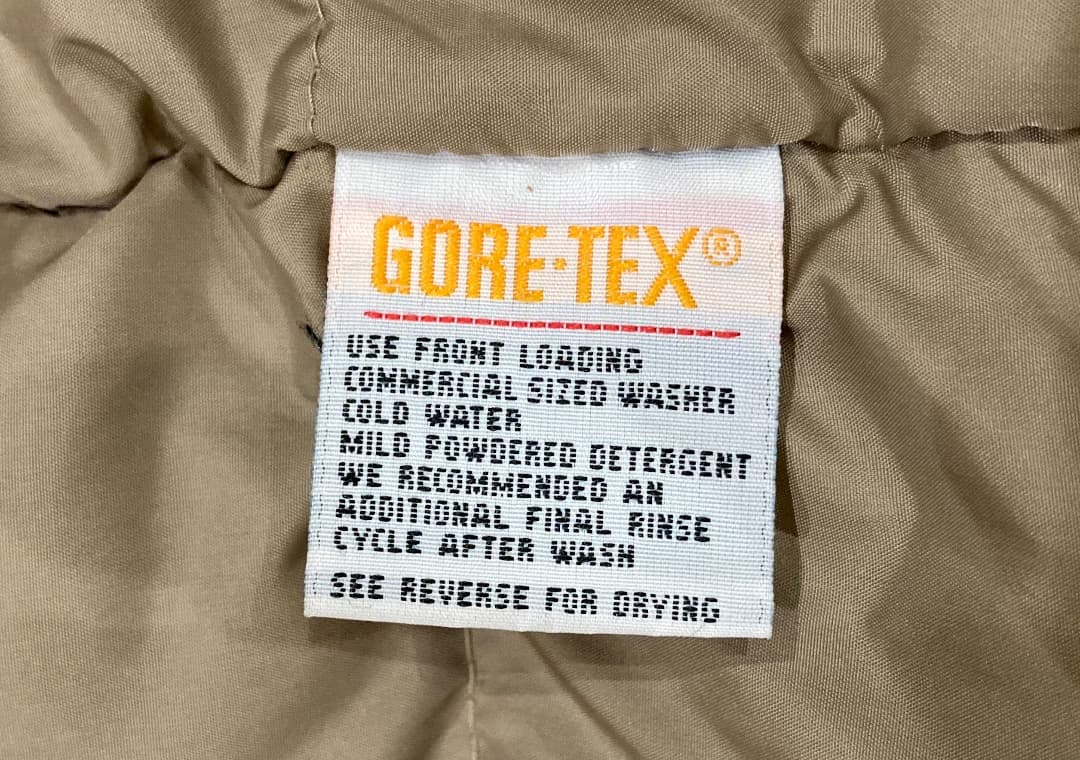 GORE-TEX®
USE FRONT LOADING
COMMERCIAL SIZED WASHER
COLD WATER
MILD POWDERED DETERGENT
WE RECOMMENDED AN
ADDITIONAL FINAL RINSE
CYCLE AFTER WASH
SEE REVERSE FOR DRYING